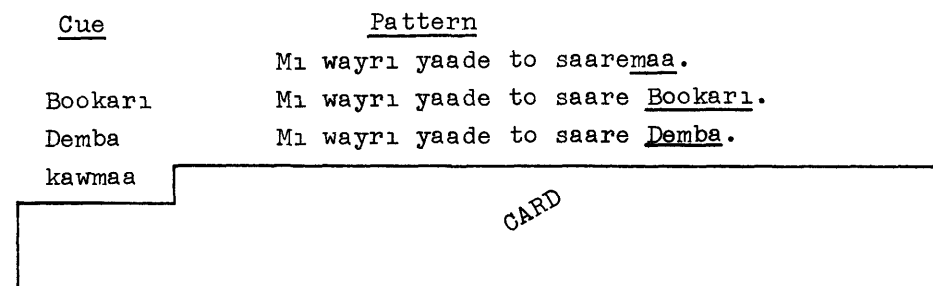 Cue Pattern
Mı wayrı yaade to saaremaa.
Bookarı Mı wayrı yaade to saare Bookarı.
Demba Mı wayrı yaade to saare Demba.
kawmaa
CARD